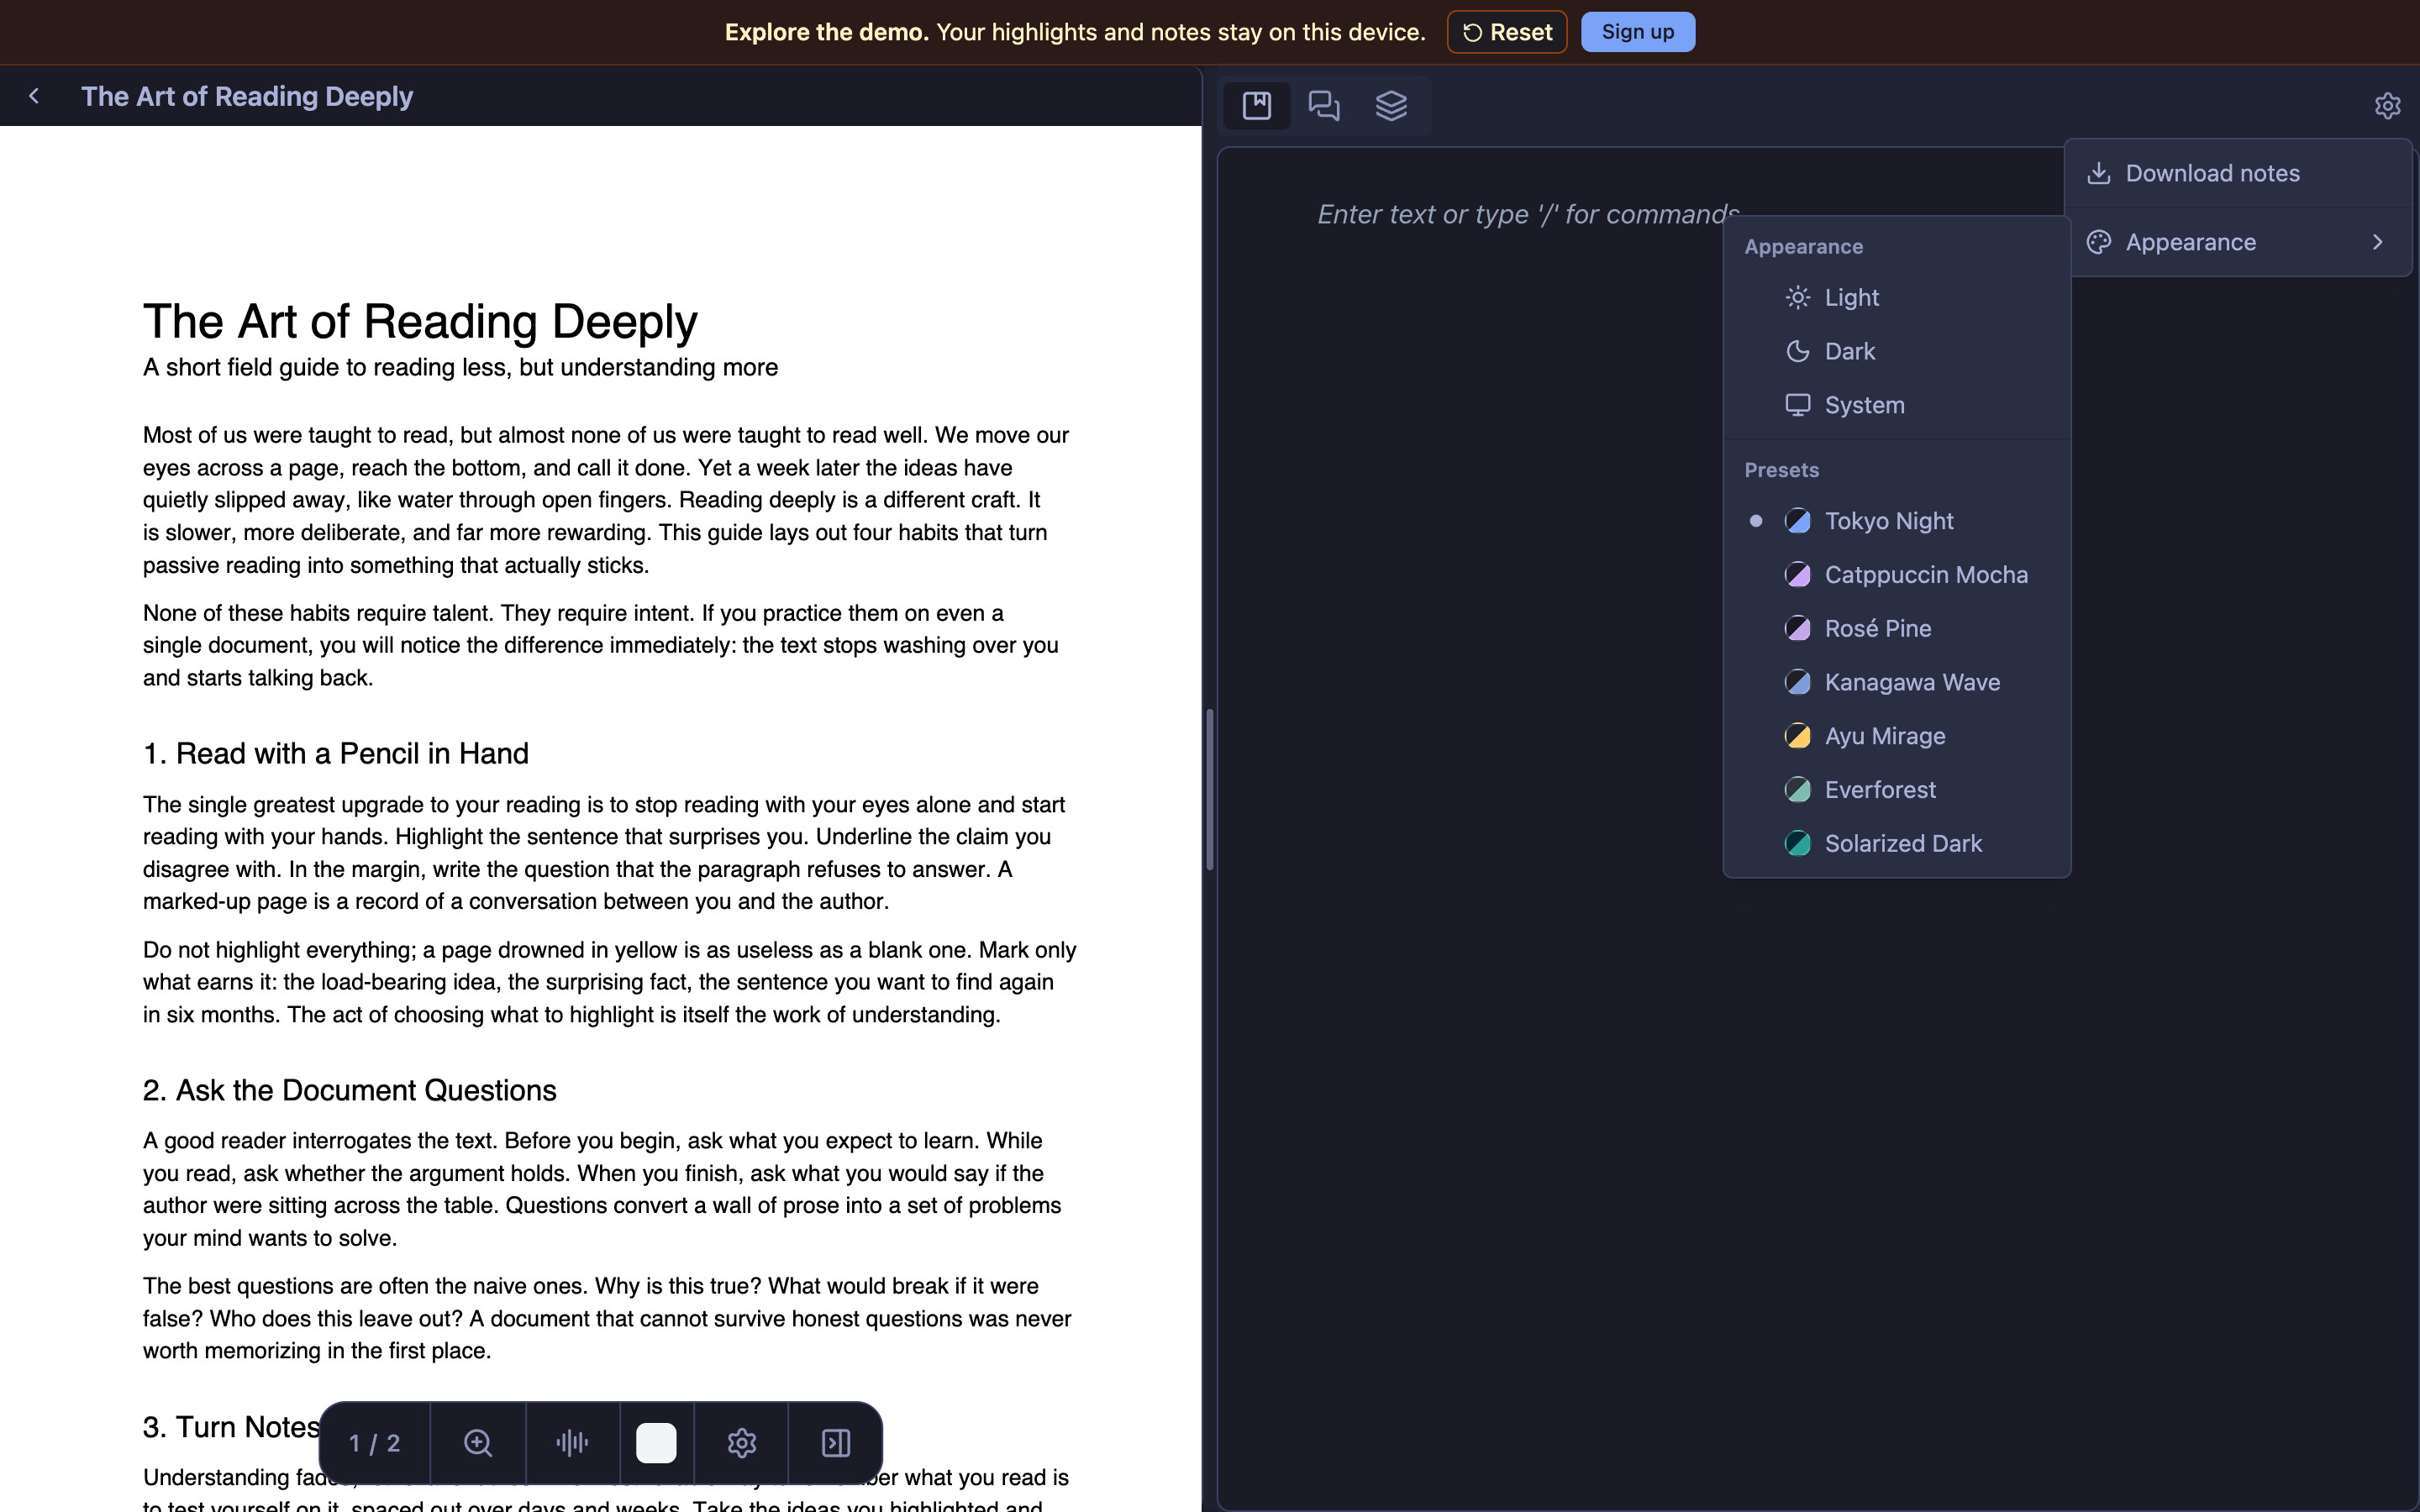 Explore the demo. Your highlights and notes stay on this device.
Reset
Sign up
The Art of Reading Deeply
The Art of Reading Deeply
A short field guide to reading less, but understanding more
Most of us were taught to read, but almost none of us were taught to read well. We move our
eyes across a page, reach the bottom, and call it done. Yet a week later the ideas have
quietly slipped away, like water through open fingers. Reading deeply is a different craft. It
is slower, more deliberate, and far more rewarding. This guide lays out four habits that turn
passive reading into something that actually sticks.
None of these habits require talent. They require intent. If you practice them on even a
single document, you will notice the difference immediately: the text stops washing over you
and starts talking back.
1. Read with a Pencil in Hand
The single greatest upgrade to your reading is to stop reading with your eyes alone and start
reading with your hands. Highlight the sentence that surprises you. Underline the claim you
disagree with. In the margin, write the question that the paragraph refuses to answer. A
marked-up page is a record of a conversation between you and the author.
Do not highlight everything; a page drowned in yellow is as useless as a blank one. Mark only
what earns it: the load-bearing idea, the surprising fact, the sentence you want to find again
in six months. The act of choosing what to highlight is itself the work of understanding.
2. Ask the Document Questions
A good reader interrogates the text. Before you begin, ask what you expect to learn. While
you read, ask whether the argument holds. When you finish, ask what you would say if the
author were sitting across the table. Questions convert a wall of prose into a set of problems
your mind wants to solve.
The best questions are often the naive ones. Why is this true? What would break if it were
false? Who does this leave out? A document that cannot survive honest questions was never
worth memorizing in the first place.
3. Turn Notes
Understanding what you read is
to test yourself on it, spaced out over days and weeks. Take the ideas you highlighted and
1 / 2
Enter text or type '/' for commands
Download notes
Appearance
Appearance
Light
Dark
System
Presets
Tokyo Night
Catppuccin Mocha
Rosé Pine
Kanagawa Wave
Ayu Mirage
Everforest
Solarized Dark